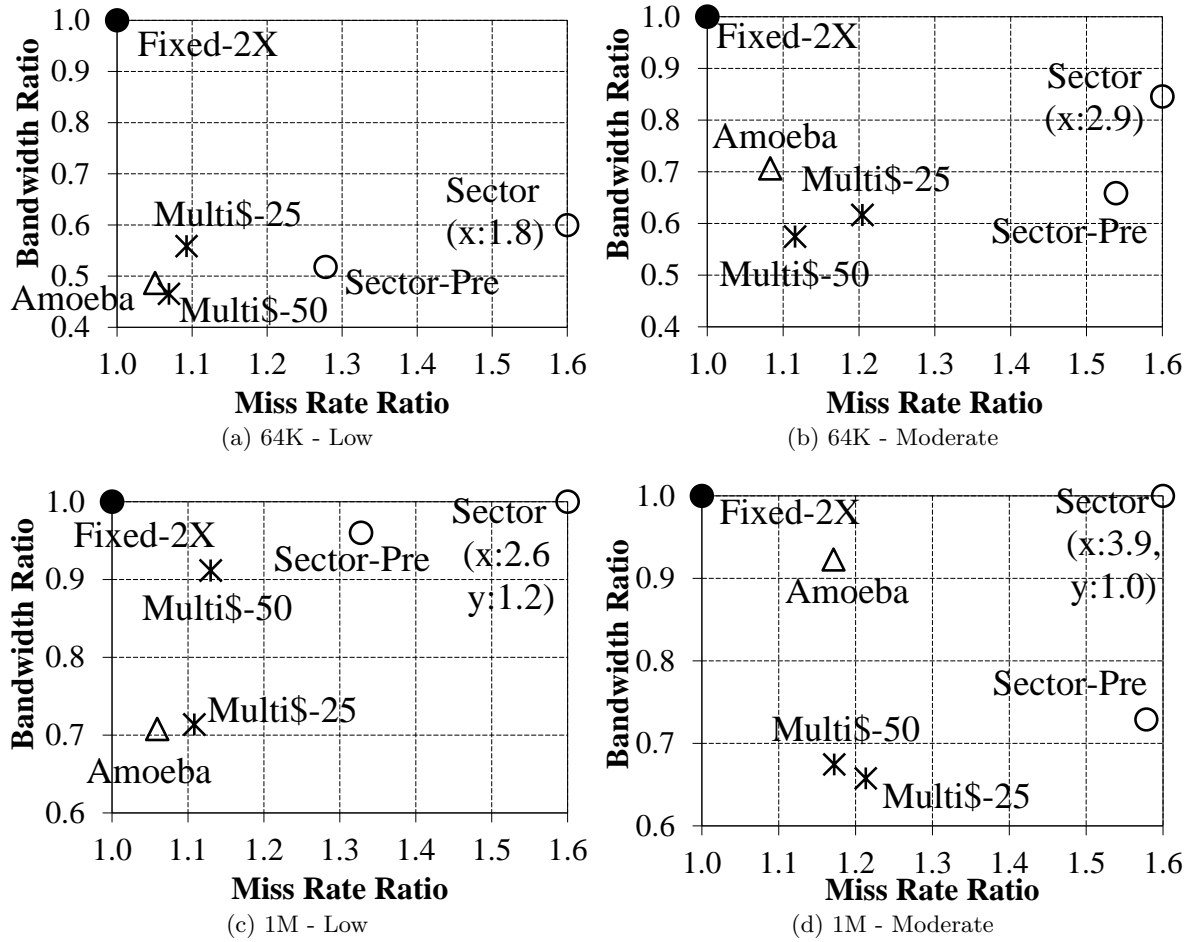 Bandwidth Ratio
1.0
0.9
0.8
0.7
0.6
0.5
0.4
Fixed-2X
Multi$-25
Sector
(x:1.8)
Amoeba
Multi$-50
Sector-Pre
1.0 1.1 1.2 1.3 1.4 1.5 1.6
Miss Rate Ratio
(a) 64K - Low
Bandwidth Ratio
1.0
0.9
0.8
0.7
0.6
0.5
0.4
Fixed-2X
Sector
(x:2.9)
Amoeba
Multi$-25
Sector-Pre
Multi$-50
1.0 1.1 1.2 1.3 1.4 1.5 1.6
Miss Rate Ratio
(b) 64K - Moderate
Bandwidth Ratio
1.0
0.9
0.8
0.7
0.6
Fixed-2X
Sector
(x:2.6
y:1.2)
Sector-Pre
Multi$-50
Multi$-25
Amoeba
1.0 1.1 1.2 1.3 1.4 1.5 1.6
Miss Rate Ratio
(c) 1M - Low
Bandwidth Ratio
1.0
0.9
0.8
0.7
0.6
Fixed-2X
Sector
(x:3.9,
y:1.0)
Amoeba
Sector-Pre
Multi$-50
Multi$-25
1.0 1.1 1.2 1.3 1.4 1.5 1.6
Miss Rate Ratio
(d) 1M - Moderate